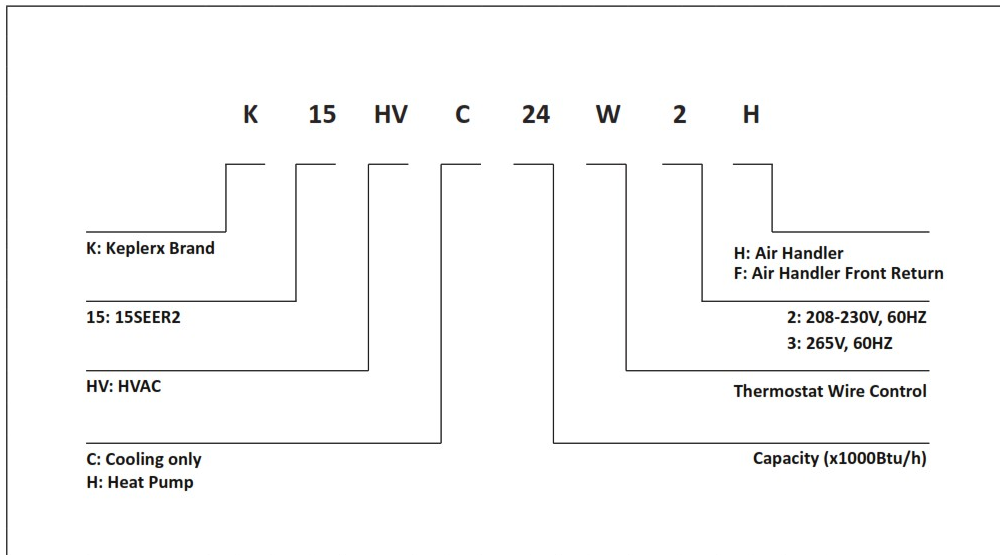 K 15 HV C 24 W 2 H
K: Keplerx Brand
15: 15SEER2
HV: HVAC
C: Cooling only
H: Heat Pump
H: Air Handler
F: Air Handler Front Return
2: 208-230V, 60HZ
3: 265V, 60HZ
Thermostat Wire Control
Capacity (x1000Btu/h)